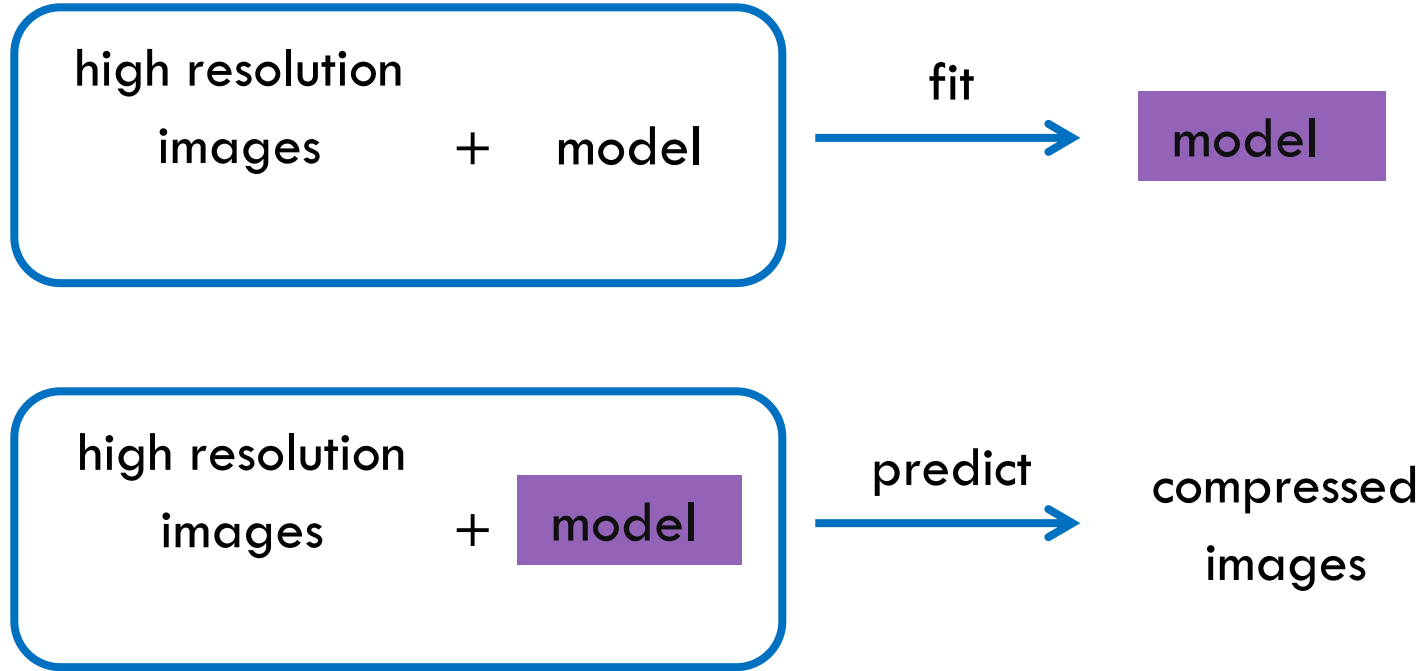 high resolution
images + model
fit
model
high resolution
images + model
predict
compressed
images